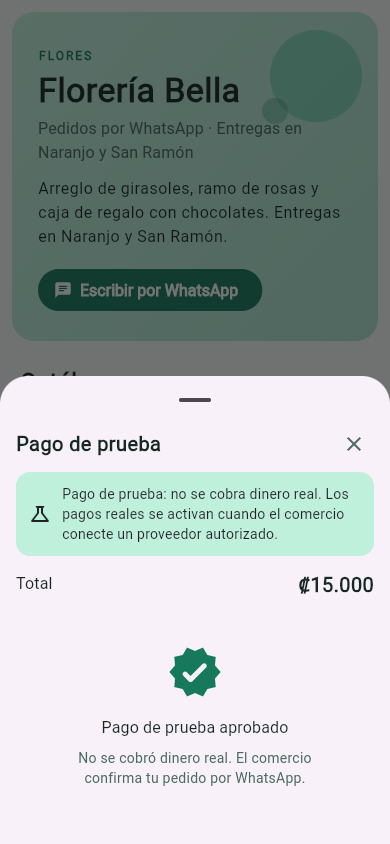 FLORES
Florería Bella
Pedidos por WhatsApp · Entregas en
Naranjo y San Ramón
Arreglo de girasoles, ramo de rosas y
caja de regalo con chocolates. Entregas
en Naranjo y San Ramón.
Escribir por WhatsApp
Pago de prueba
Pago de prueba: no se cobra dinero real. Los
pagos reales se activan cuando el comercio
conecte un proveedor autorizado.
Total
₡15.000
Pago de prueba aprobado
No se cobró dinero real. El comercio
confirma tu pedido por WhatsApp.